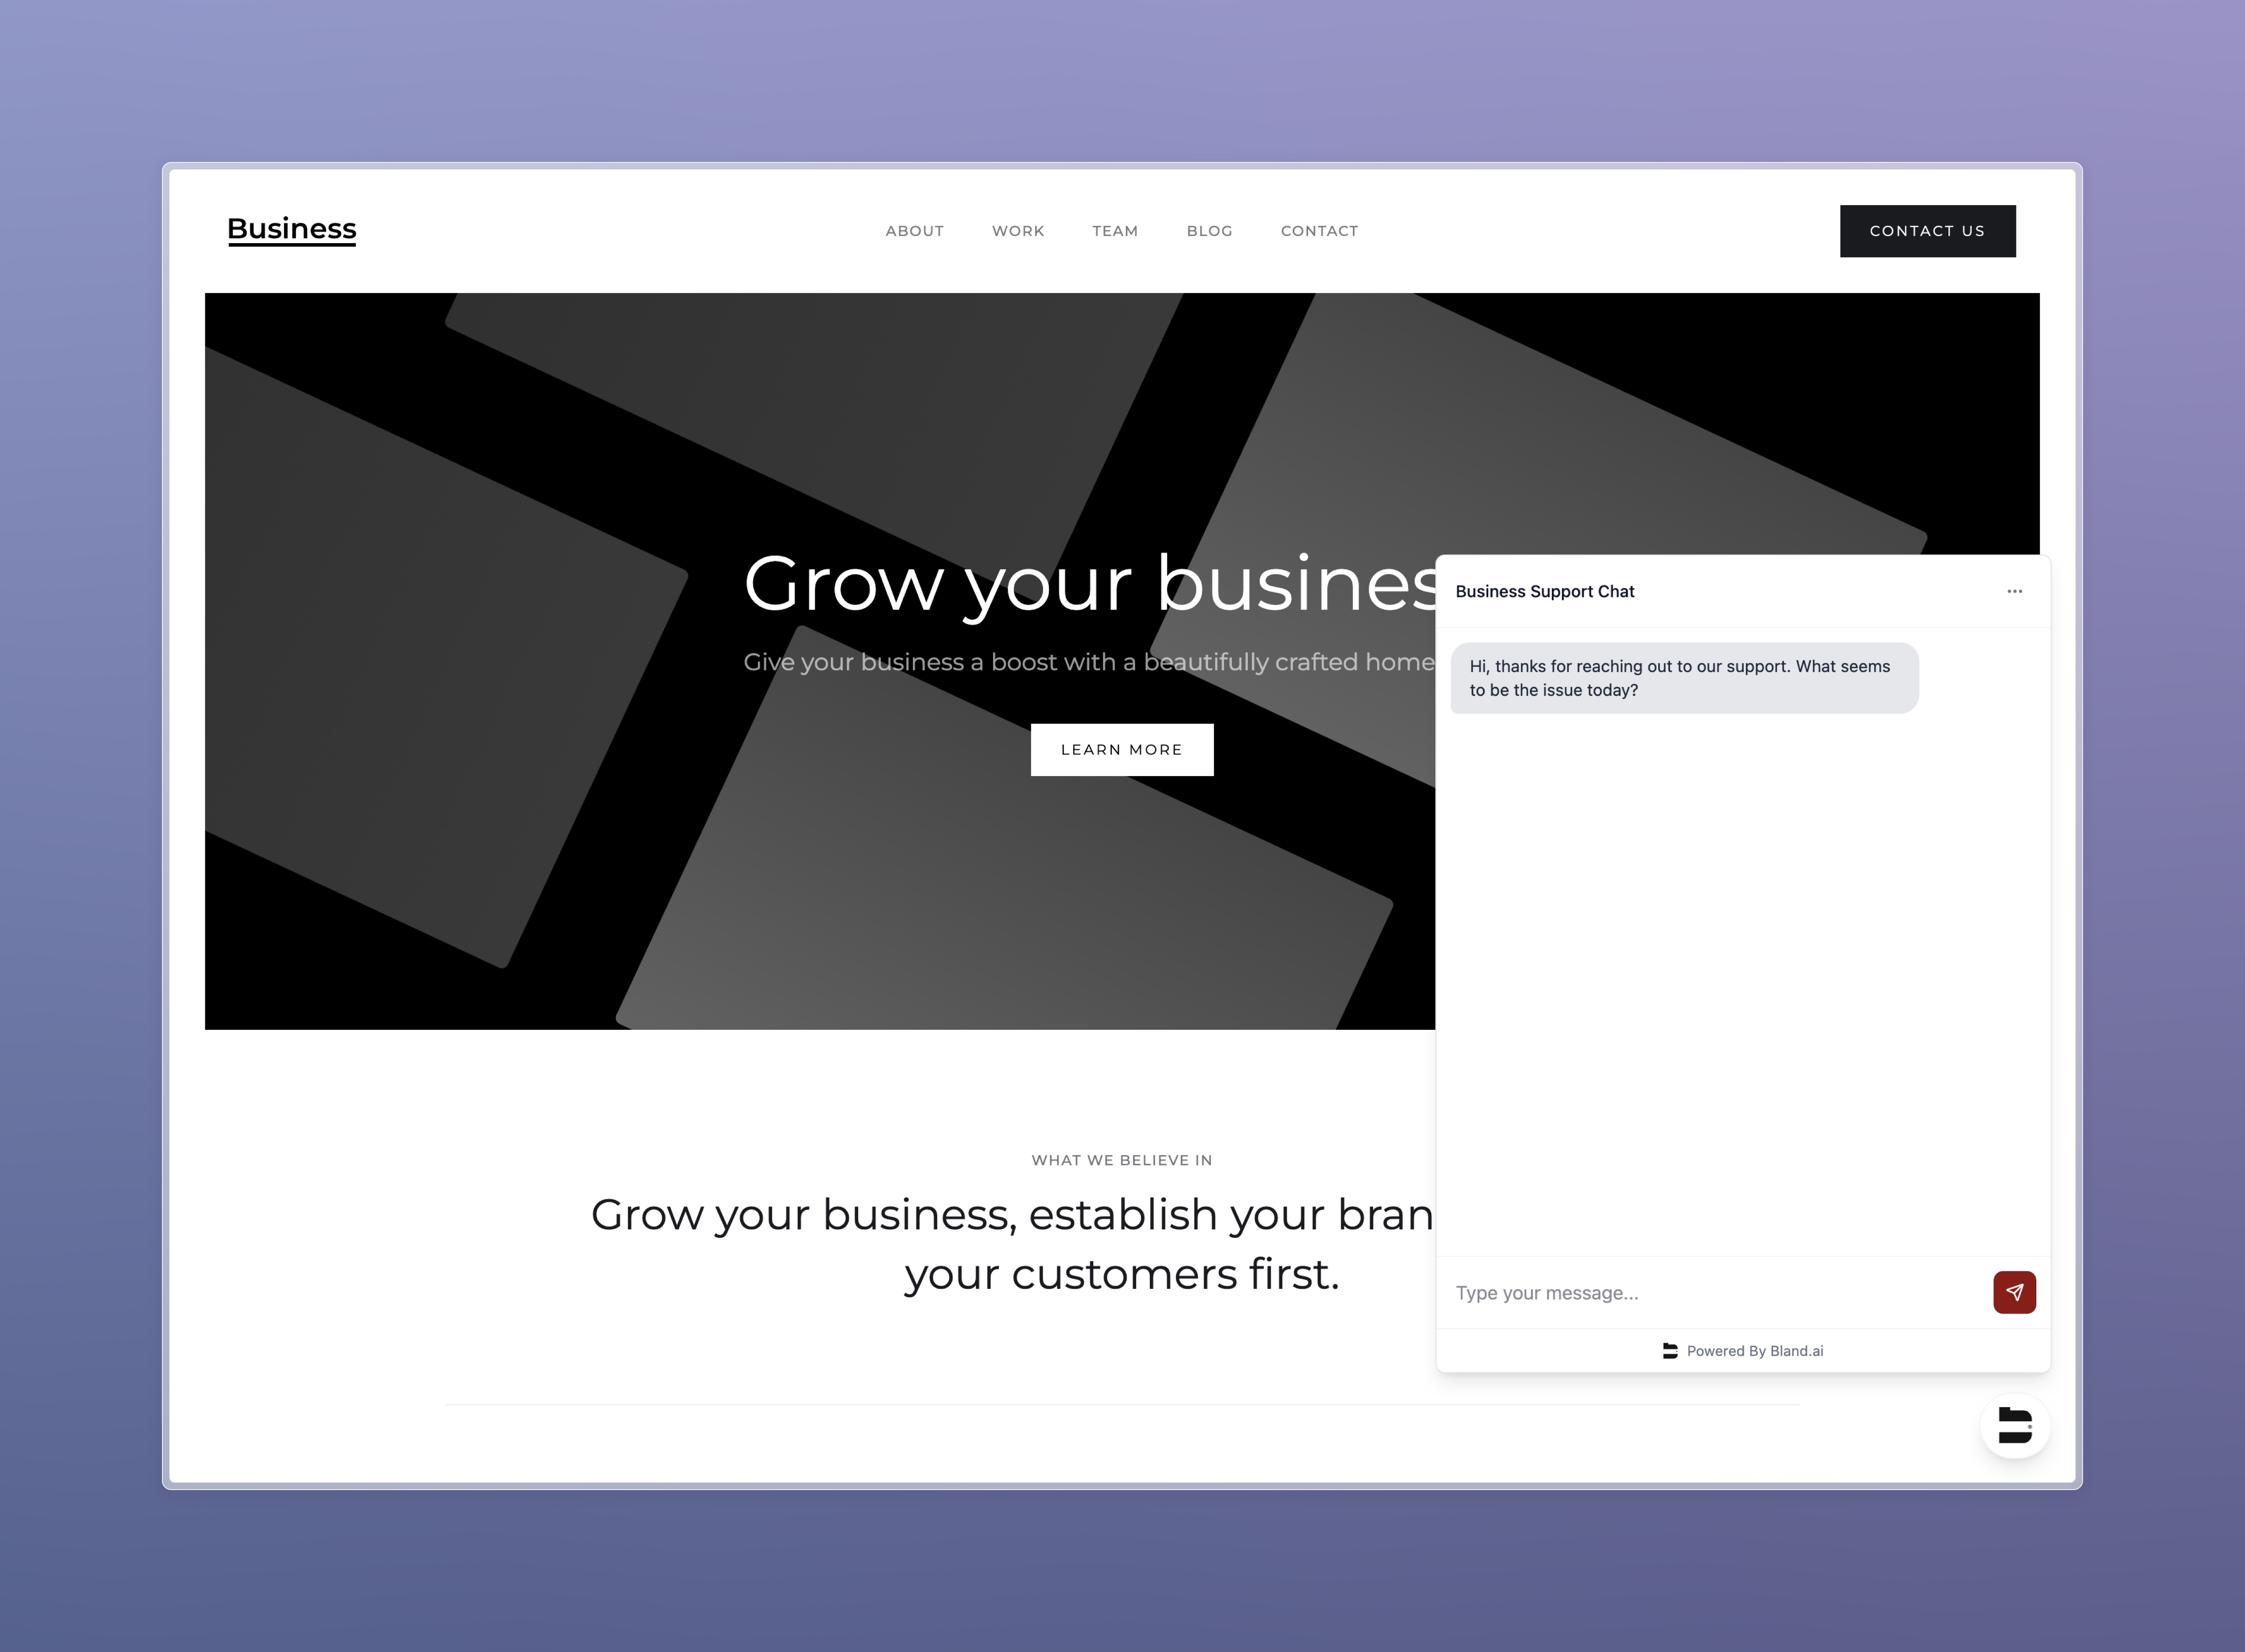 Business
ABOUT WORK TEAM BLOG CONTACT
CONTACT US
Grow your busines
Give your business a boost with a beautifully crafted home
LEARN MORE
WHAT WE BELIEVE IN
Grow your business, establish your bran
your customers first.
Business Support Chat
Hi, thanks for reaching out to our support. What seems
to be the issue today?
Type your message...
Powered By Bland.ai